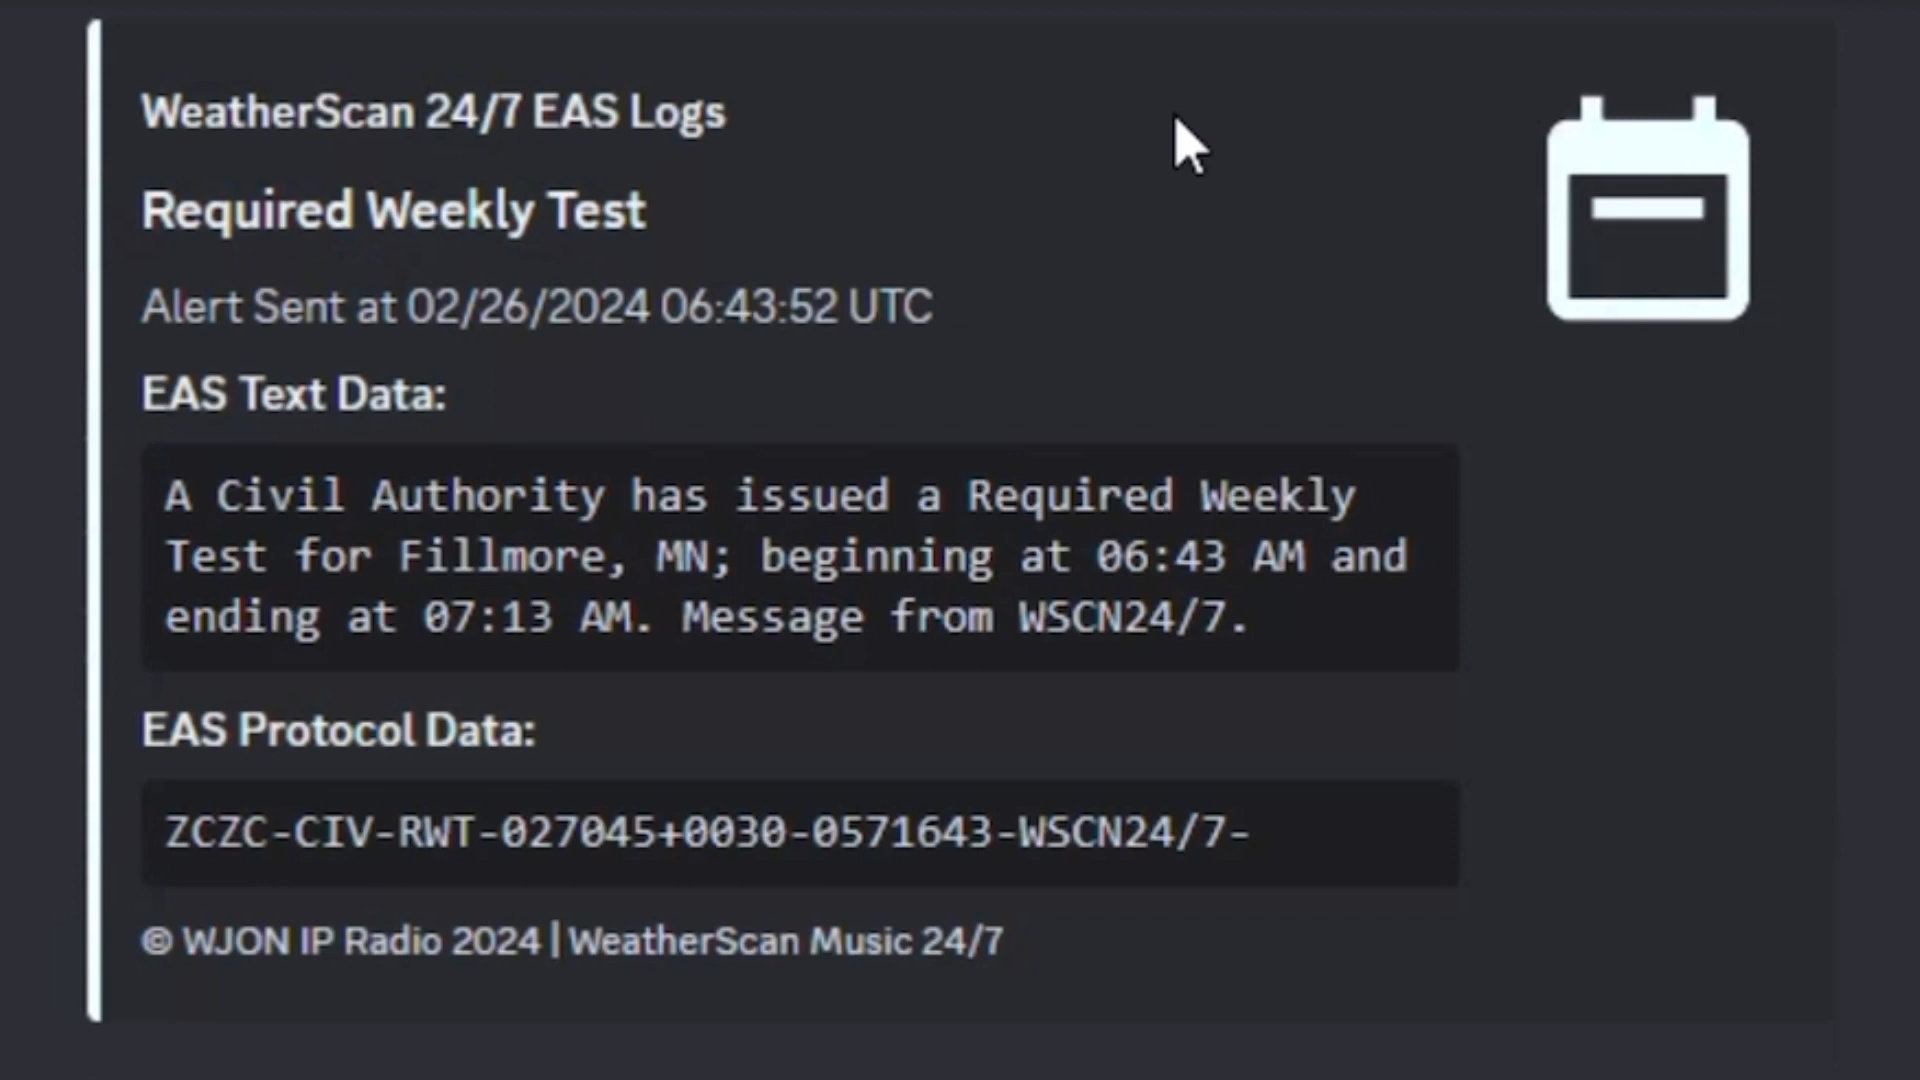 WeatherScan 24/7 EAS Logs
Required Weekly Test
Alert Sent at 02/26/2024 06:43:52 UTC
EAS Text Data:
A Civil Authority has issued a Required Weekly
Test for Fillmore, MN; beginning at 06:43 AM and
ending at 07:13 AM. Message from WSCN24/7.
EAS Protocol Data:
ZCZC-CIV-RWT-027045+0030-0571643-WSCN24/7-
© WJON IP Radio 2024 | WeatherScan Music 24/7